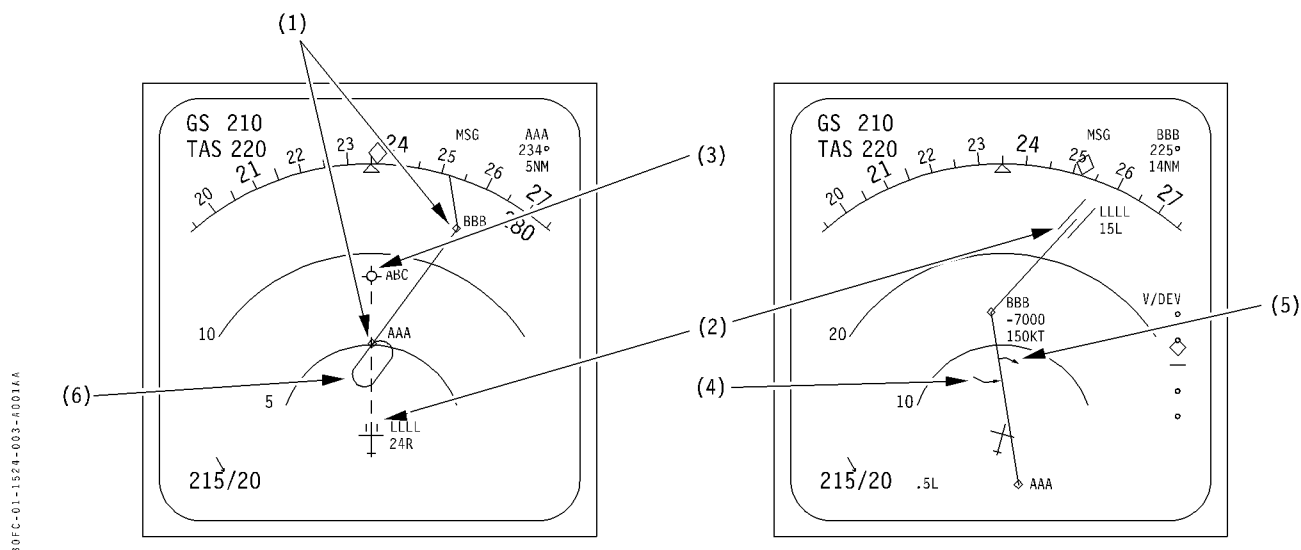 (1)
GS 210
TAS 220
20
21
22
23
24
25
26
27
280
MSG
AAA
234°
5NM
BBB
ABC
AAA
10
5
LLLL
24R
215/20
(6)
(3)
(2)
(4)
(5)
GS 210
TAS 220
20
21
22
23
24
25
26
27
MSG
BBB
225°
14NM
LLLL
15L
20
BBB
-7000
150KT
V/DEV
10
215/20
.5L
AAA